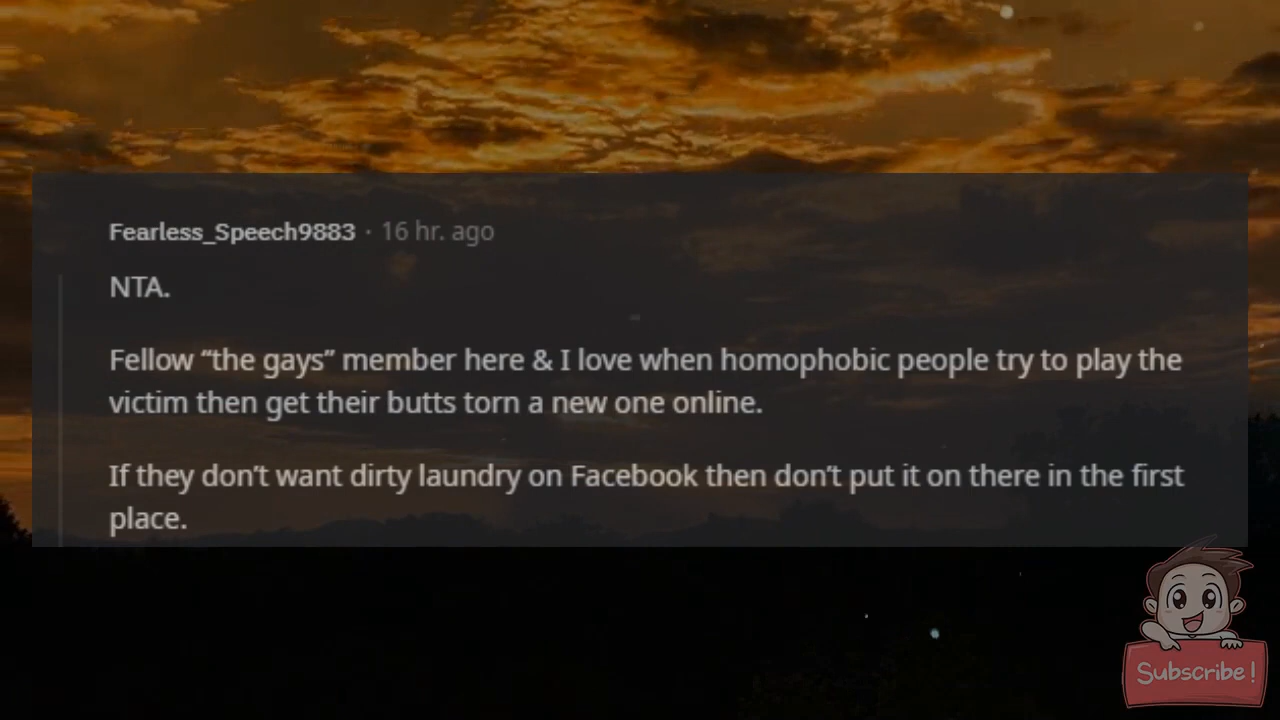 Fearless_Speech9883 · 16 hr. ago
NTA.
Fellow “the gays” member here & I love when homophobic people try to play the
victim then get their butts torn a new one online.
If they don’t want dirty laundry on Facebook then don’t put it on there in the first
place.
Subscribe!